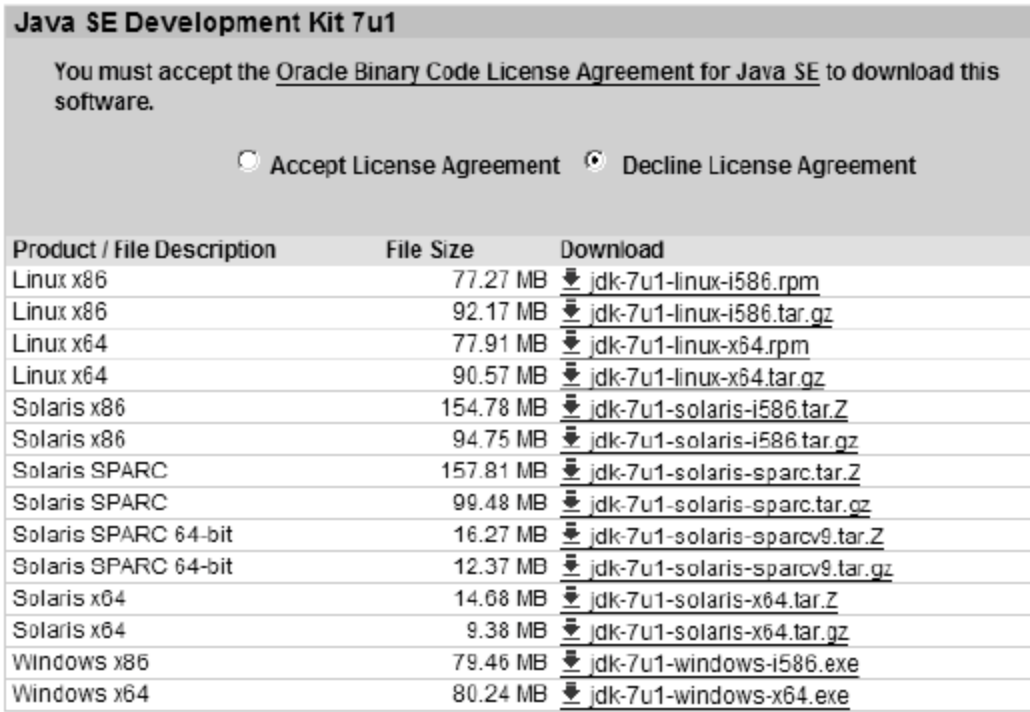 Java SE Development Kit 7u1
You must accept the Oracle Binary Code License Agreement for Java SE to download this
software.
Accept License Agreement Decline License Agreement
Product / File Description File Size Download
Linux x86 77.27 MB jdk-7u1-linux-i586.rpm
Linux x86 92.17 MB jdk-7u1-linux-i586.tar.gz
Linux x64 77.91 MB jdk-7u1-linux-x64.rpm
Linux x64 90.57 MB jdk-7u1-linux-x64.tar.gz
Solaris x86 154.78 MB jdk-7u1-solaris-i586.tar.Z
Solaris x86 94.75 MB jdk-7u1-solaris-i586.tar.gz
Solaris SPARC 157.81 MB jdk-7u1-solaris-sparc.tar.Z
Solaris SPARC 99.48 MB jdk-7u1-solaris-sparc.tar.gz
Solaris SPARC 64-bit 16.27 MB jdk-7u1-solaris-sparcv9.tar.Z
Solaris SPARC 64-bit 12.37 MB jdk-7u1-solaris-sparcv9.tar.gz
Solaris x64 14.68 MB jdk-7u1-solaris-x64.tar.Z
Solaris x64 9.38 MB jdk-7u1-solaris-x64.tar.gz
Windows x86 79.46 MB jdk-7u1-windows-i586.exe
Windows x64 80.24 MB jdk-7u1-windows-x64.exe